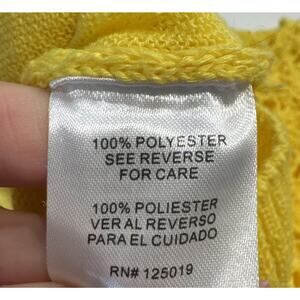 100% POLYESTER
SEE REVERSE
FOR CARE
100% POLIESTER
VER AL REVERSO
PARA EL CUIDADO
RN# 125019